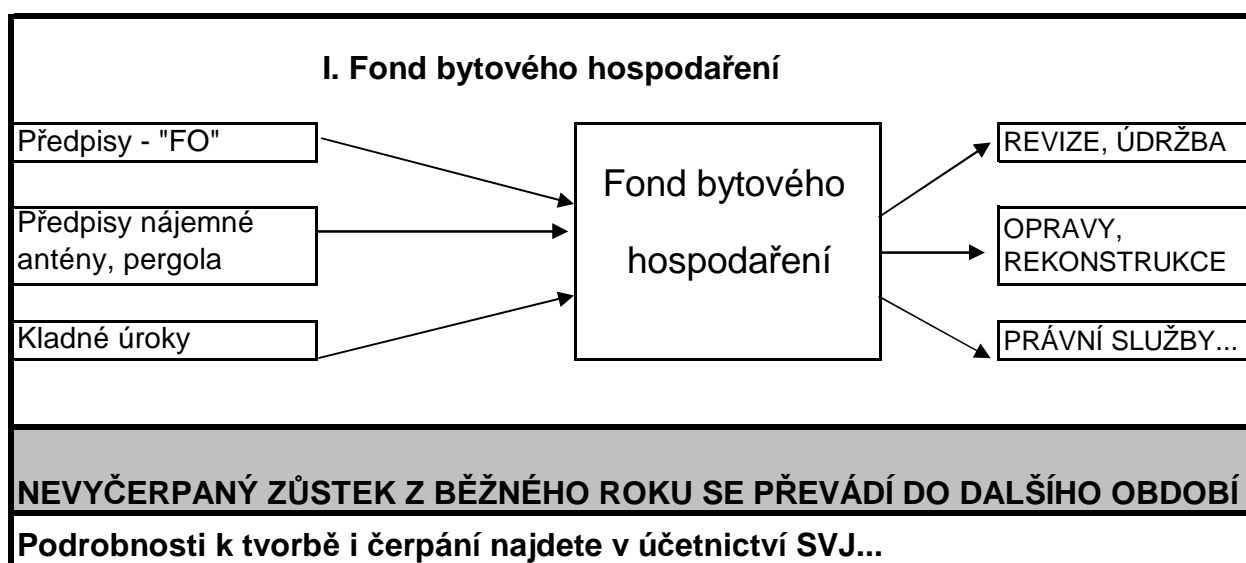 I. Fond bytového hospodaření
Předpisy - "FO"
Předpisy nájemné
antény, pergola
Kladné úroky
Fond bytového
hospodaření
REVIZE, ÚDRŽBA
OPRAVY,
REKONSTRUKCE
PRÁVNÍ SLUŽBY...
NEVYČERPANÝ ZŮSTEK Z BĚŽNÉHO ROKU SE PŘEVÁDÍ DO DALŠÍHO OBDOBÍ
Podrobnosti k tvorbě i čerpání najdete v účetnictví SVJ...